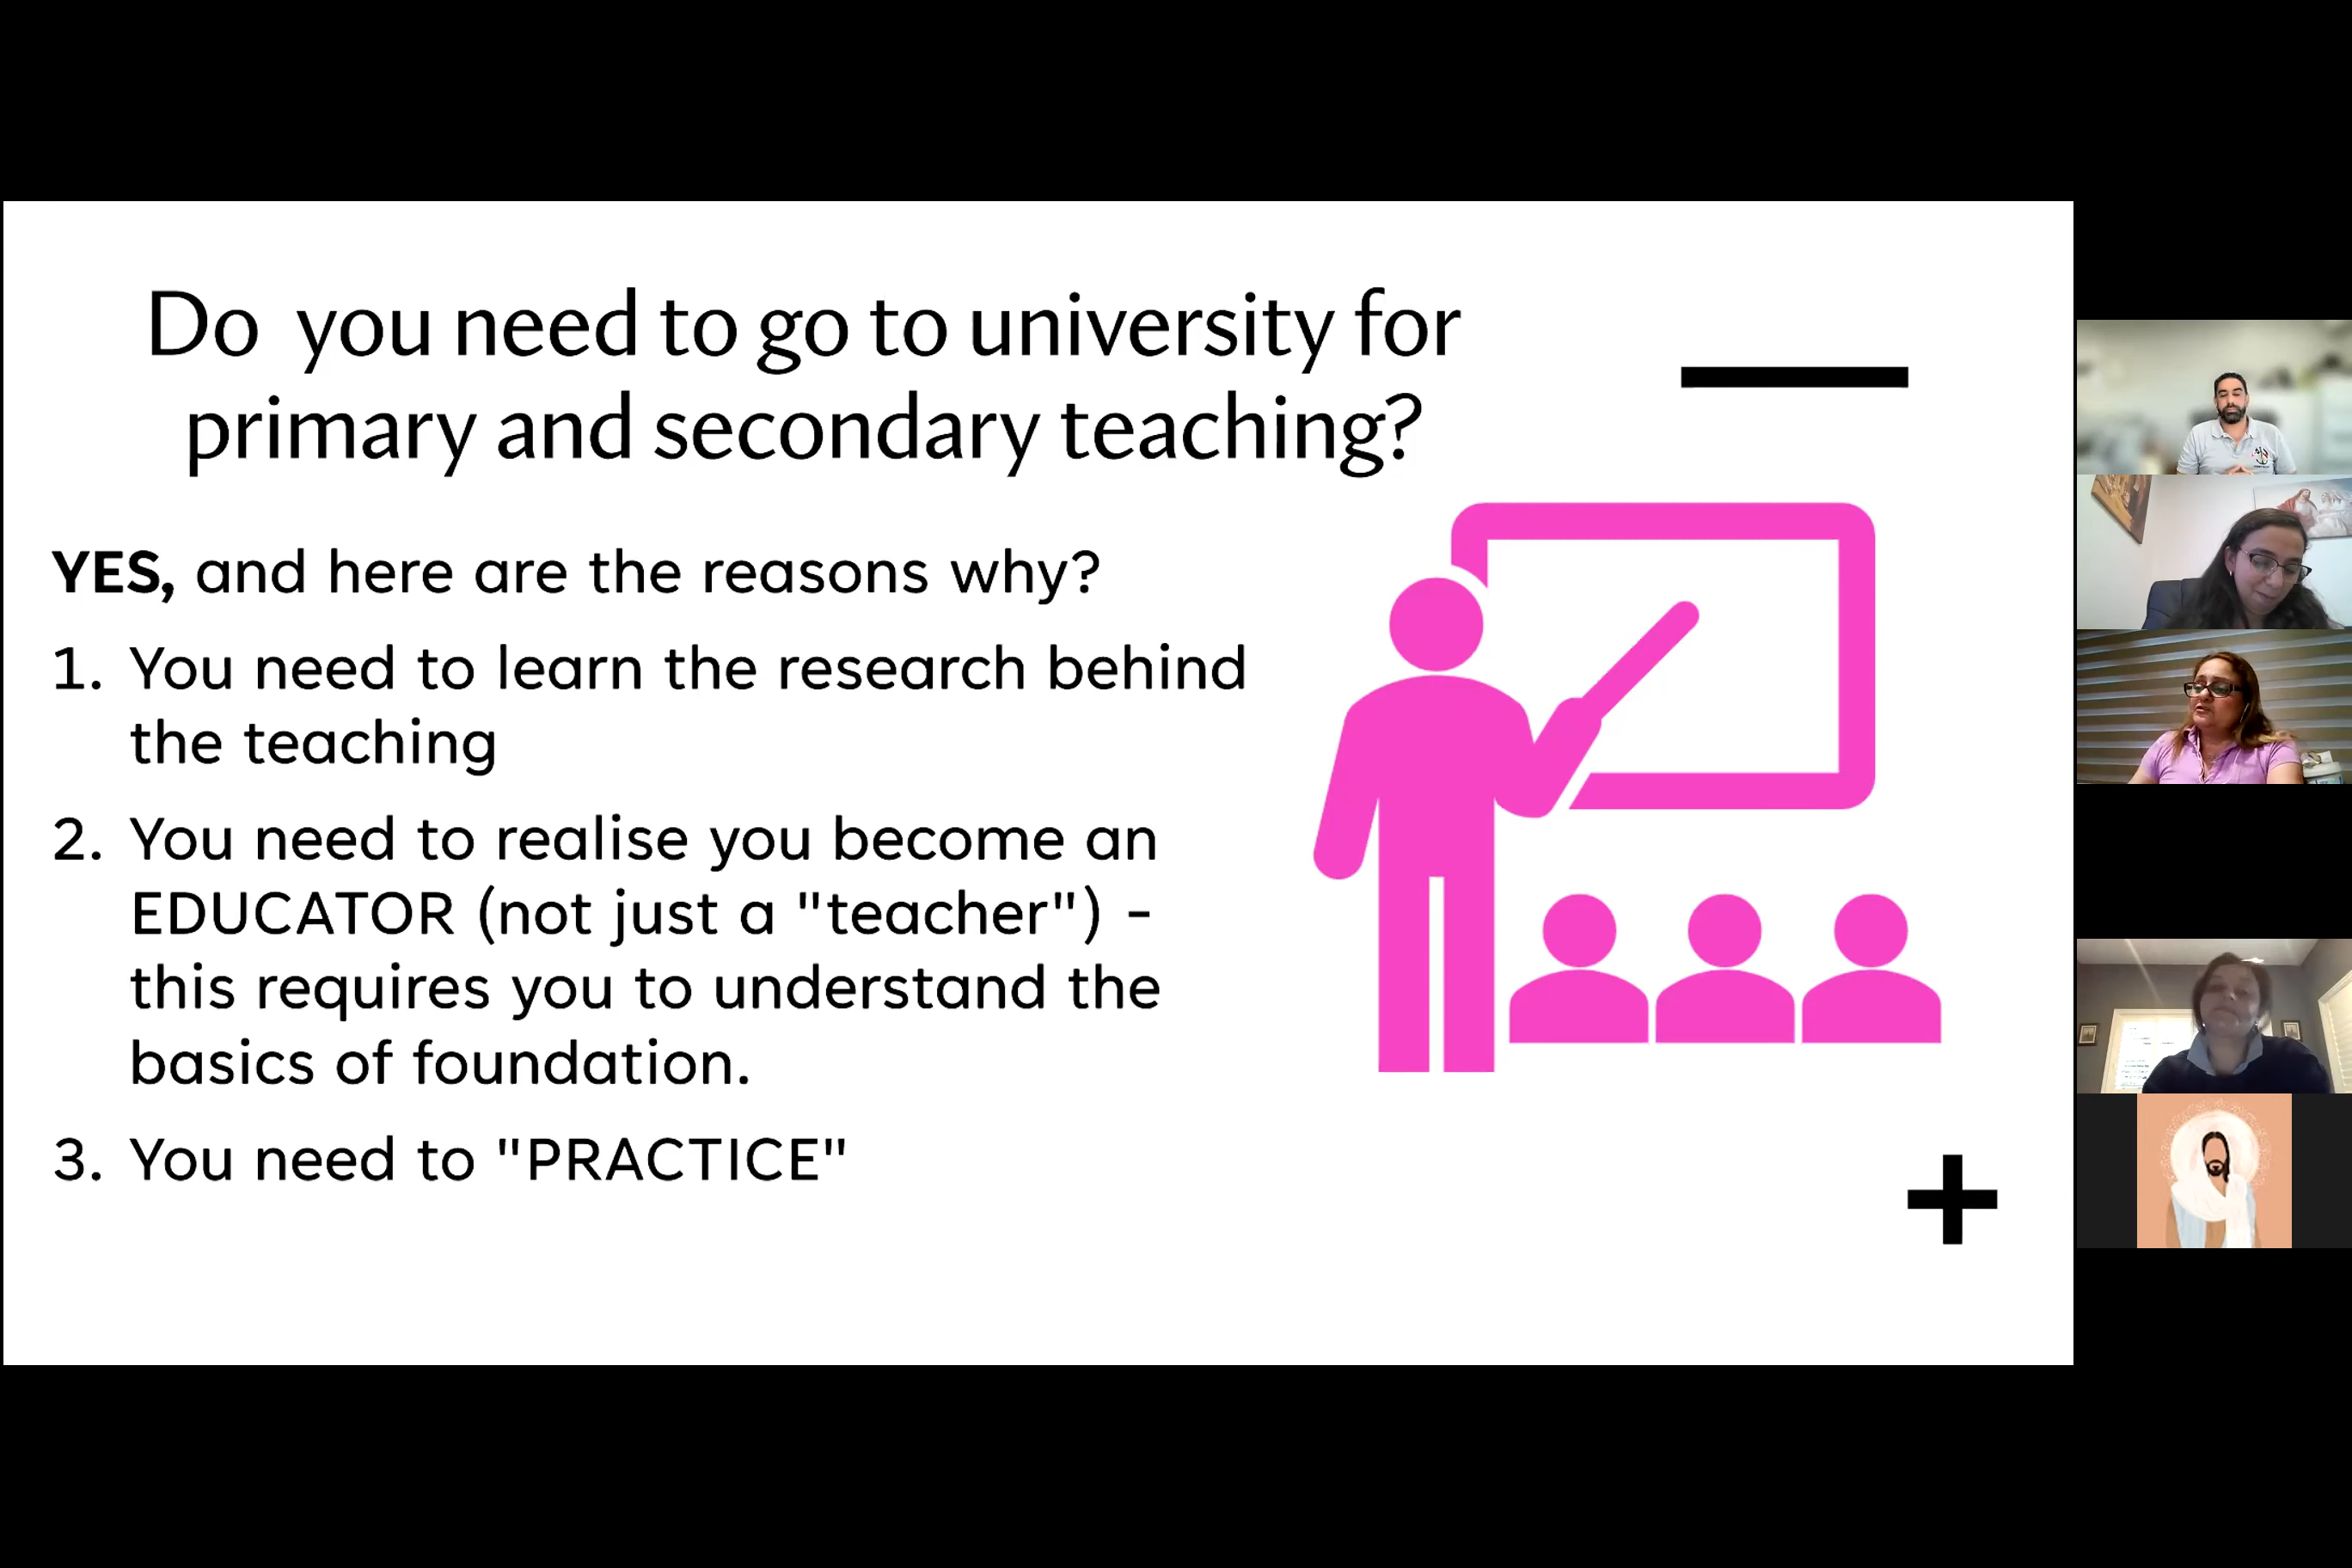 Do you need to go to university for
primary and secondary teaching?
YES, and here are the reasons why?
1. You need to learn the research behind
the teaching
2. You need to realise you become an
EDUCATOR (not just a "teacher") -
this requires you to understand the
basics of foundation.
3. You need to "PRACTICE"